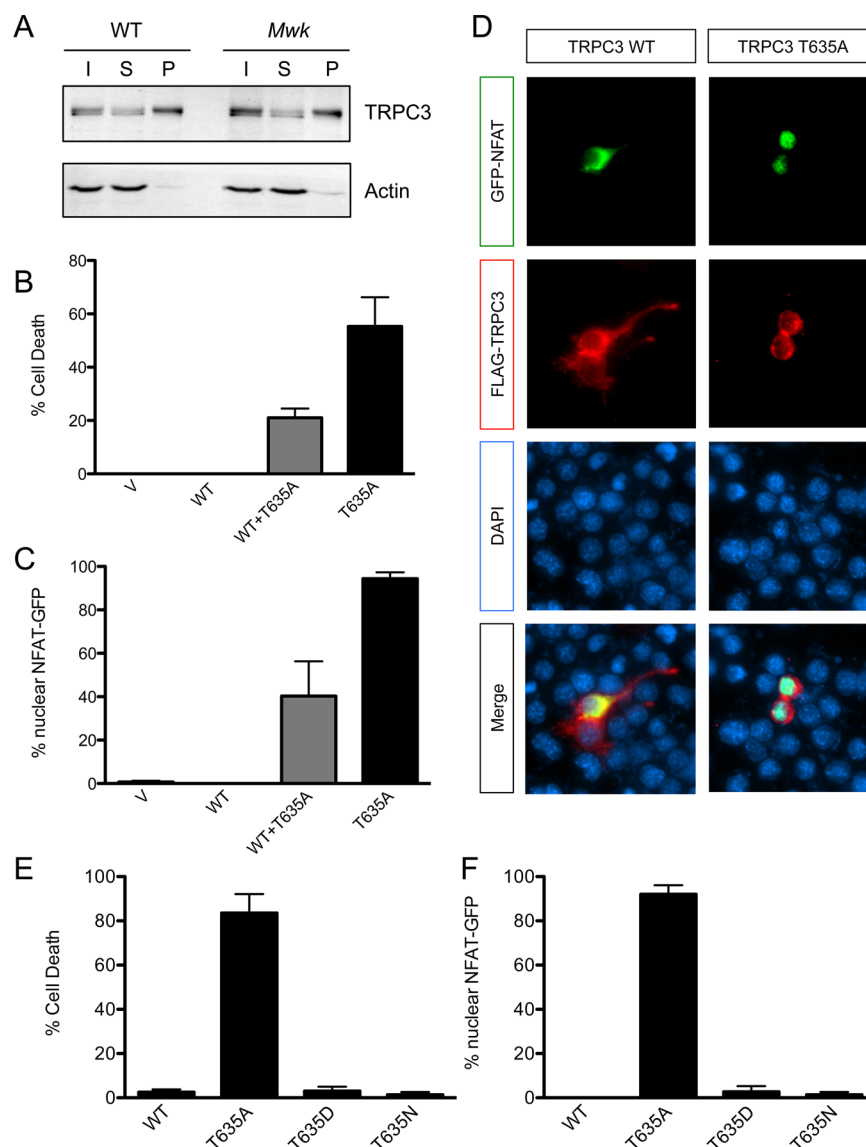 A
WT Mwk
I S P I S P
TRPC3
Actin
B
% Cell Death
80
60
40
20
0
V WT WT+T635A T635A
C
% nuclear NFAT-GFP
100
80
60
40
20
0
V WT WT+T635A T635A
D
TRPC3 WT TRPC3 T635A
GFP-NFAT
FLAG-TRPC3
DAPI
Merge
E
% Cell Death
100
80
60
40
20
0
WT T635A T635D T635N
F
% nuclear NFAT-GFP
100
80
60
40
20
0
WT T635A T635D T635N